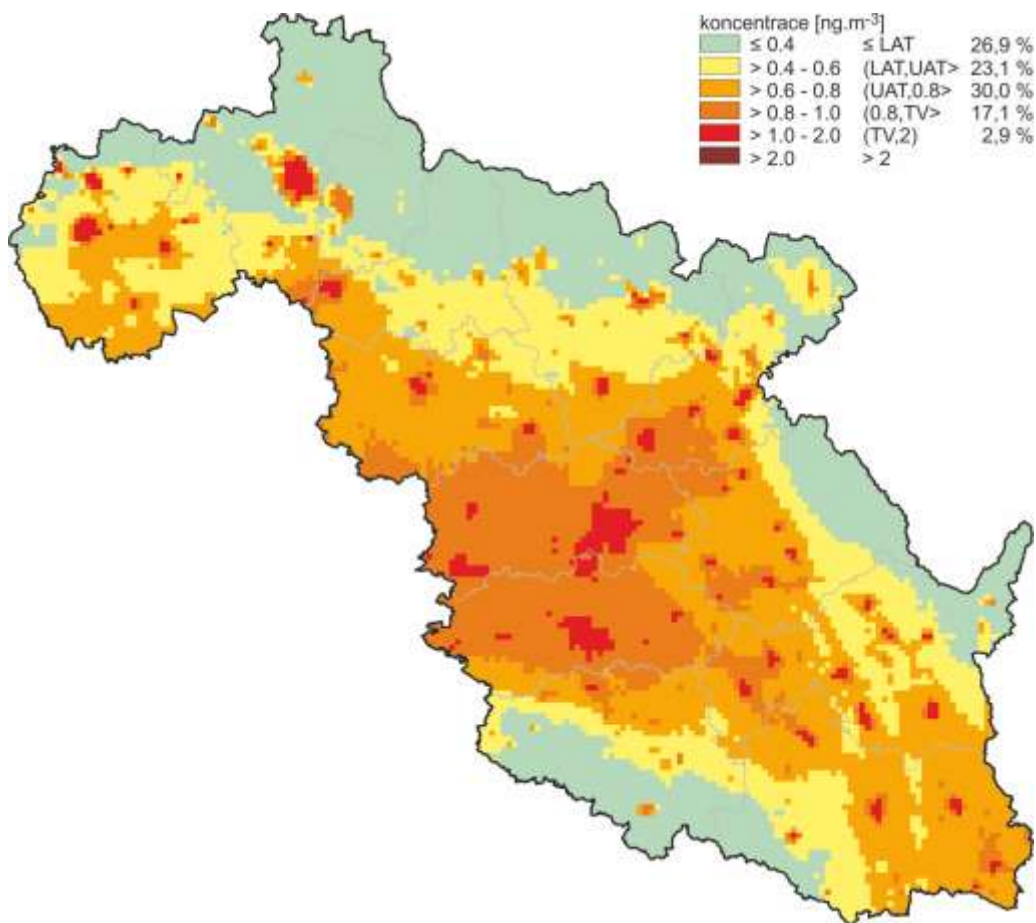 koncentrace [ng.m⁻³]
≤ 0.4 ≤ LAT 26,9 %
> 0.4 - 0.6 (LAT,UAT> 23,1 %
> 0.6 - 0.8 (UAT,0.8> 30,0 %
> 0.8 - 1.0 (0.8,TV> 17,1 %
> 1.0 - 2.0 (TV,2) 2,9 %
> 2.0 > 2